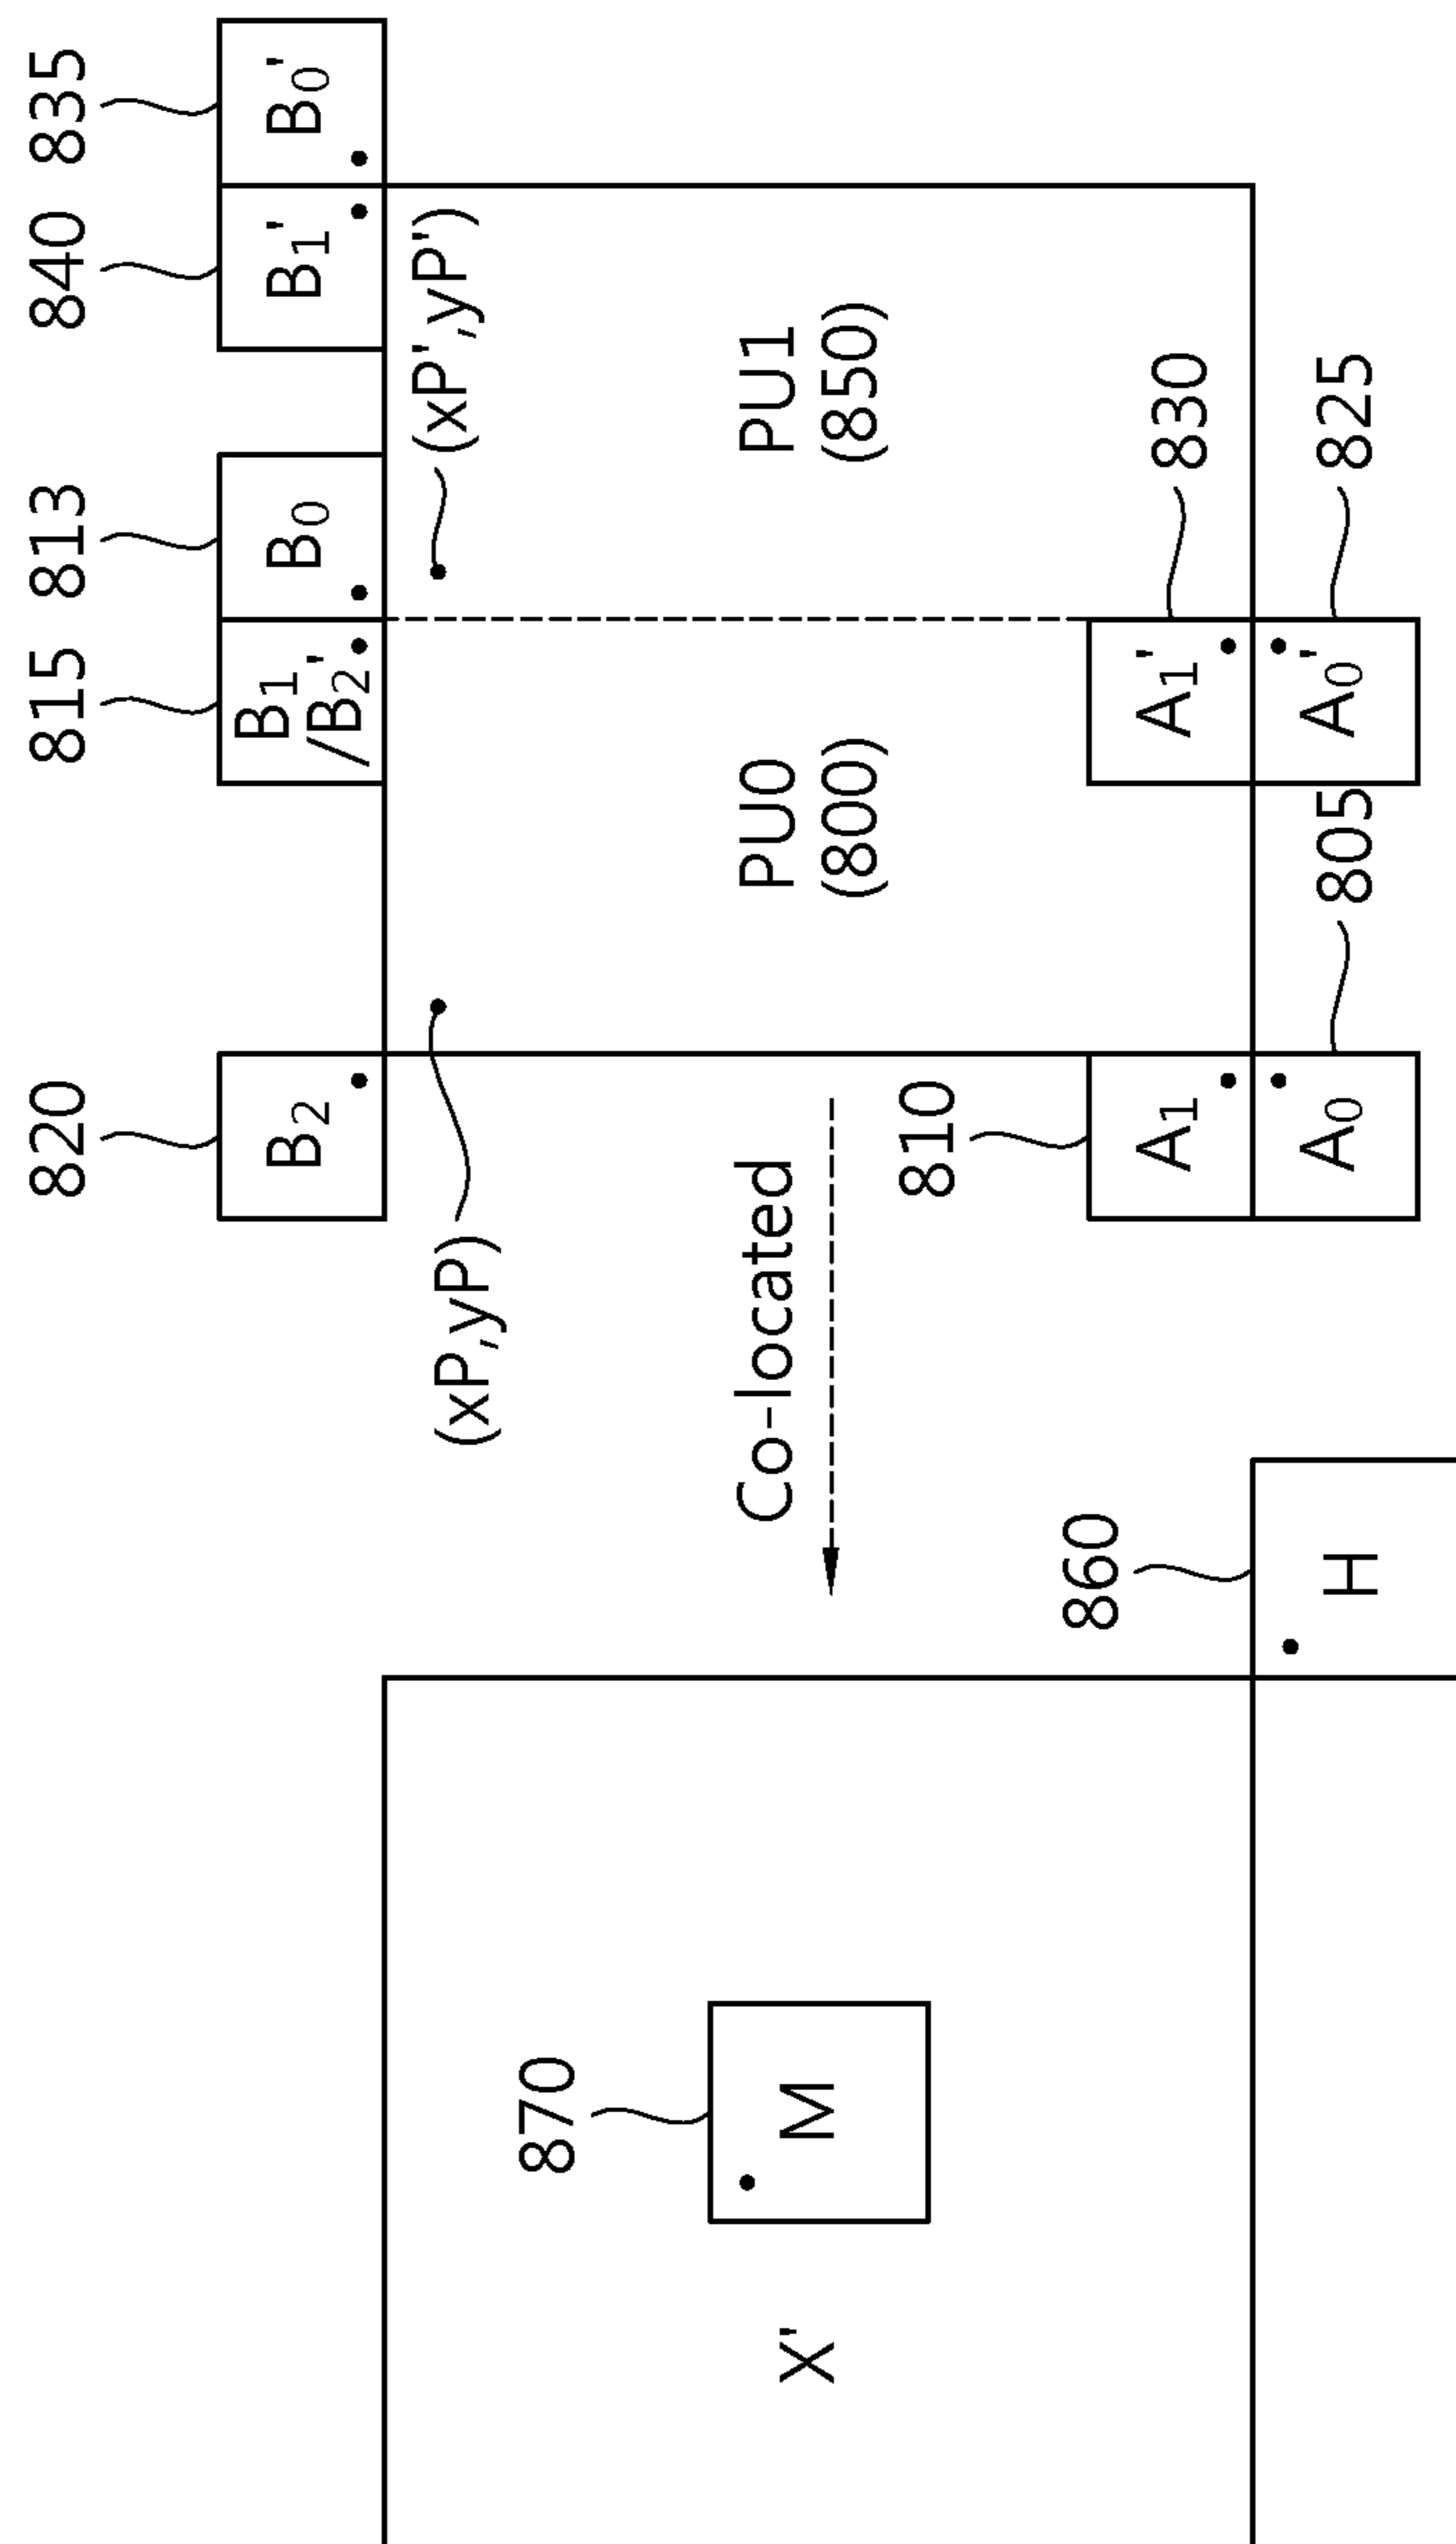 820
815
813
840
835
B₂
B₁
/B₂'
B₀
B₁'
B₀'
(xP,yP)
(xP',yP')
870
X'
M
Co-located
PU0
(800)
PU1
(850)
810
860
830
A₁
A₁'
H
A₀
A₀'
805
825